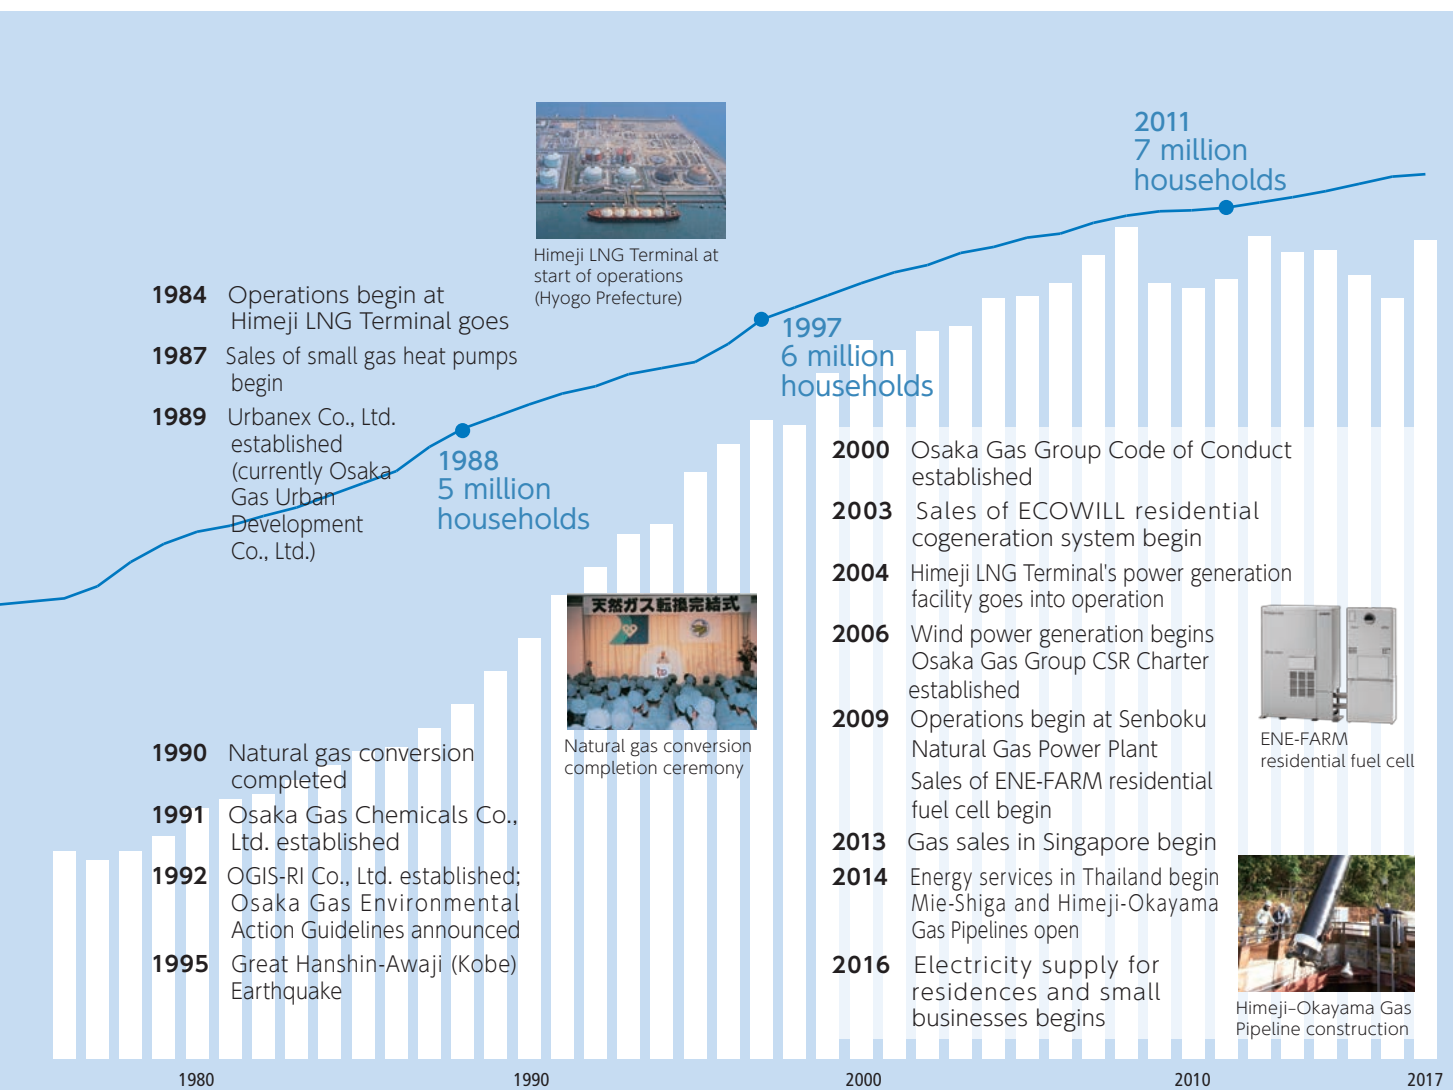 2011
7 million
households
Himeji LNG Terminal at
start of operations
(Hyogo Prefecture)
1984 Operations begin at
Himeji LNG Terminal goes
1987 Sales of small gas heat pumps
begin
1989 Urbanex Co., Ltd.
established
(currently Osaka
Gas Urban
Development
Co., Ltd.)
1997
6 million
households
1988
5 million
households
天然ガス転換完結式
Natural gas conversion
completion ceremony
1990 Natural gas conversion
completed
1991 Osaka Gas Chemicals Co.,
Ltd. established
1992 OGIS-RI Co., Ltd. established;
Osaka Gas Environmental
Action Guidelines announced
1995 Great Hanshin-Awaji (Kobe)
Earthquake
2000 Osaka Gas Group Code of Conduct
established
2003 Sales of ECOWILL residential
cogeneration system begin
2004 Himeji LNG Terminal's power generation
facility goes into operation
2006 Wind power generation begins
Osaka Gas Group CSR Charter
established
2009 Operations begin at Senboku
Natural Gas Power Plant
Sales of ENE-FARM residential
fuel cell begin
2013 Gas sales in Singapore begin
2014 Energy services in Thailand begin
Mie-Shiga and Himeji-Okayama
Gas Pipelines open
2016 Electricity supply for
residences and small
businesses begins
ENE-FARM
residential fuel cell
Himeji–Okayama Gas
Pipeline construction
1980
1990
2000
2010
2017